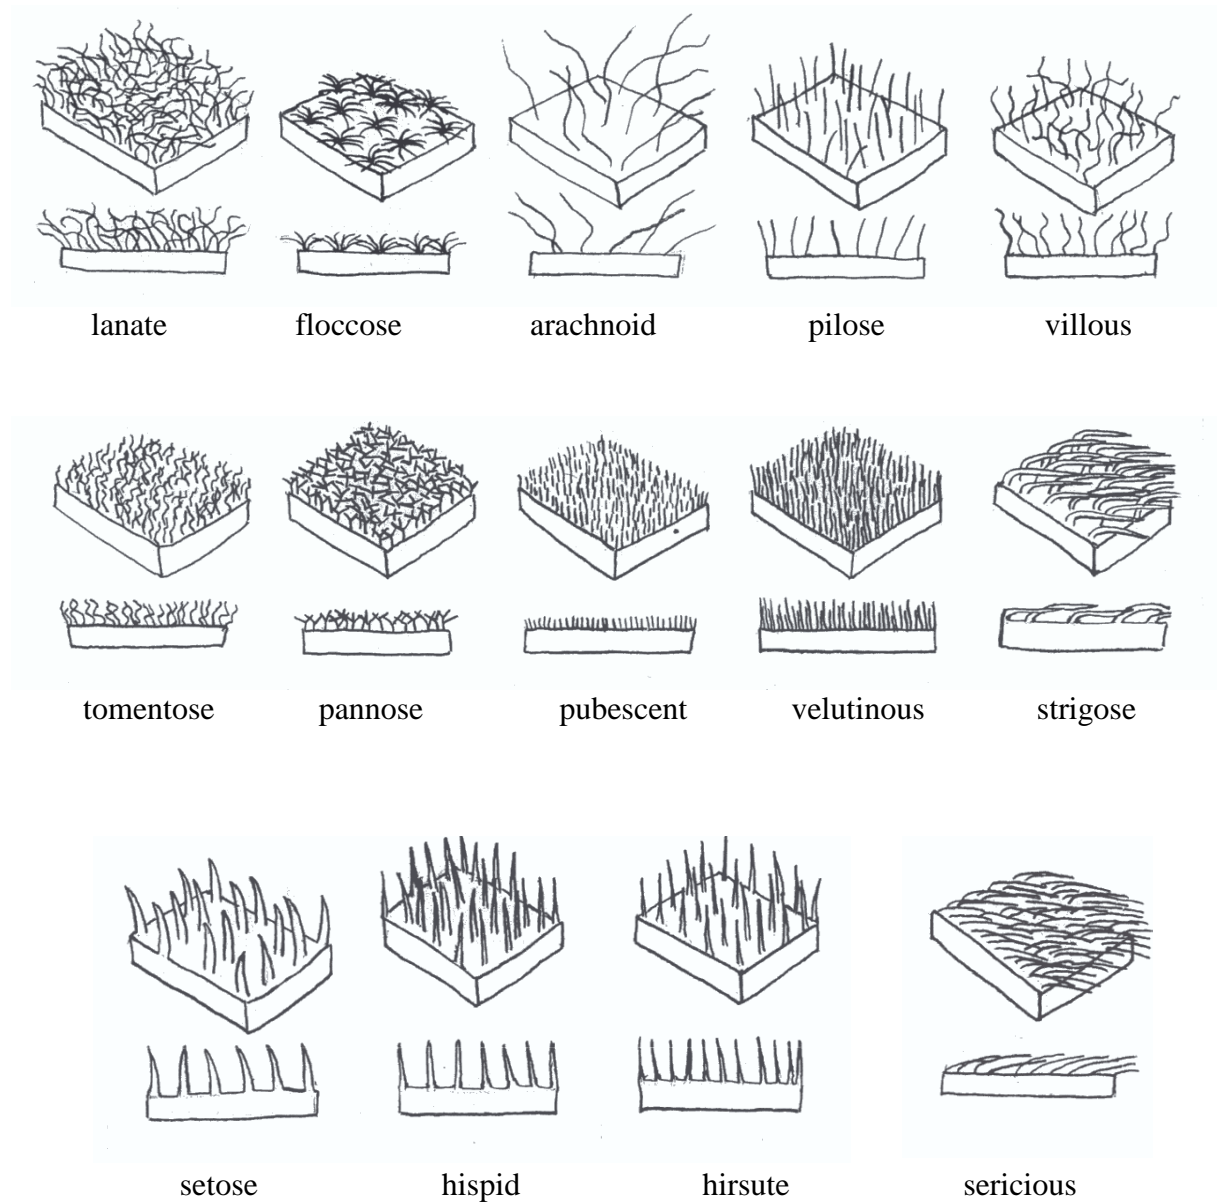 lanate floccose arachnoid pilose villous
tomentose pannose pubescent velutinous strigose
setose hispid hirsute sericious